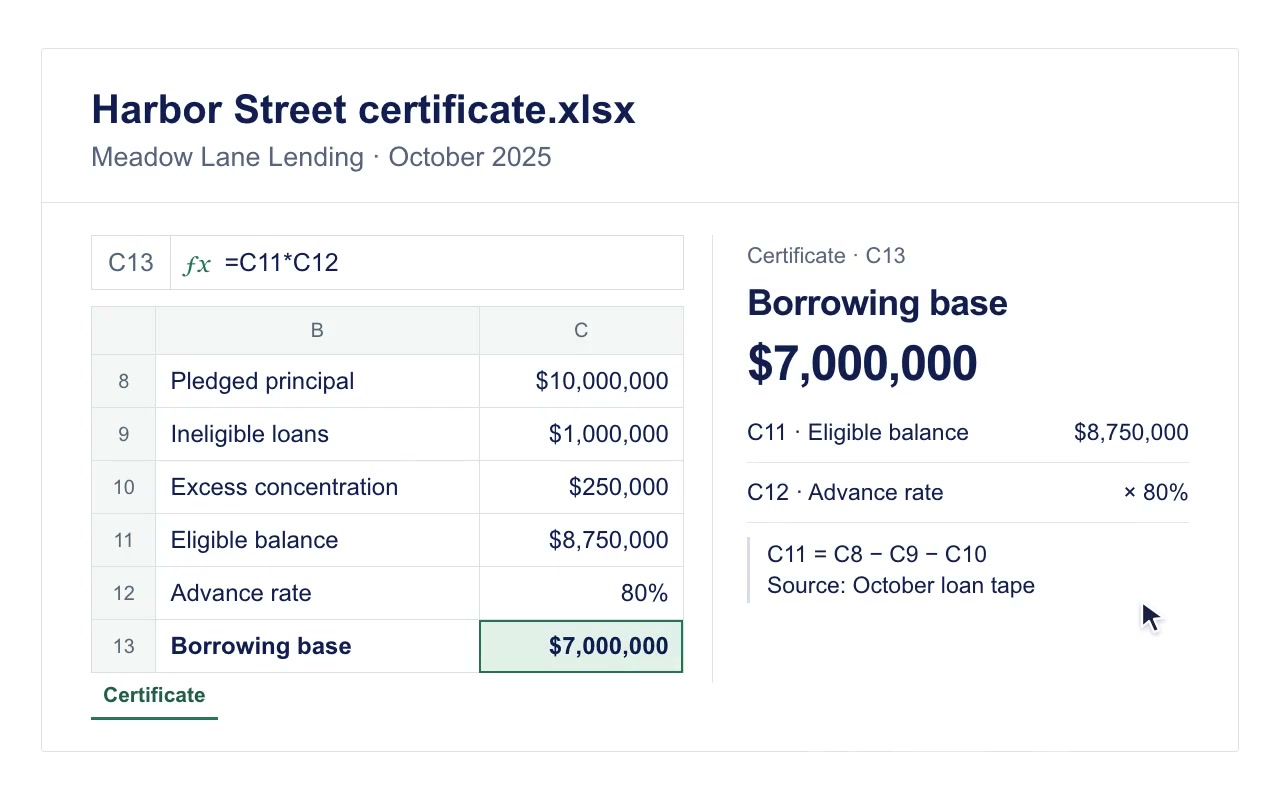 Harbor Street certificate.xlsx
Meadow Lane Lending · October 2025
C13 fx =C11*C12
B C
8 Pledged principal $10,000,000
9 Ineligible loans $1,000,000
10 Excess concentration $250,000
11 Eligible balance $8,750,000
12 Advance rate 80%
13 Borrowing base $7,000,000
Certificate
Certificate · C13
Borrowing base
$7,000,000
C11 · Eligible balance $8,750,000
C12 · Advance rate × 80%
C11 = C8 − C9 − C10
Source: October loan tape